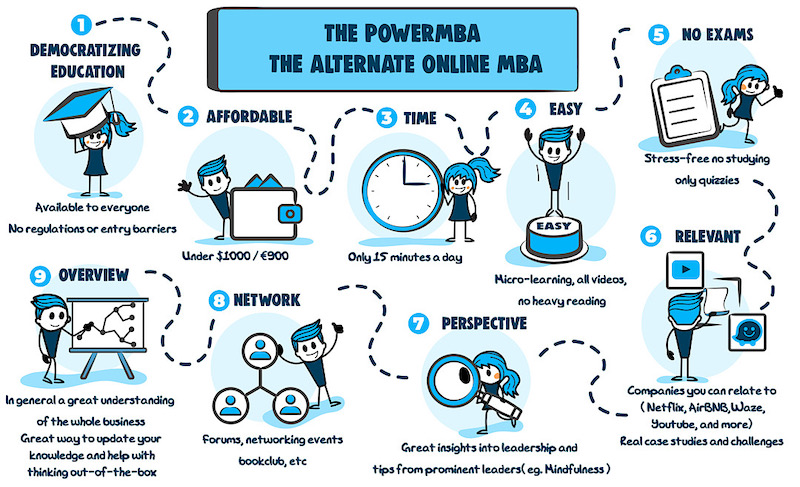 THE POWERMBA
THE ALTERNATE ONLINE MBA
1
DEMOCRATIZING
EDUCATION
Available to everyone
No regulations or entry barriers
2 AFFORDABLE
Under $1000 / €900
3 TIME
Only 15 minutes a day
4 EASY
EASY
Micro-learning, all videos,
no heavy reading
5 NO EXAMS
Stress-free no studying
only quizzies
6 RELEVANT
Companies you can relate to
( Netflix, AirBNB,Waze,
Youtube, and more)
Real case studies and challenges
7 PERSPECTIVE
Great insights into leadership and
tips from prominent leaders( eg. Mindfulness )
8 NETWORK
Forums, networking events
bookclub, etc
9 OVERVIEW
In general a great understanding
of the whole business
Great way to update your
knowledge and help with
thinking out-of-the-box